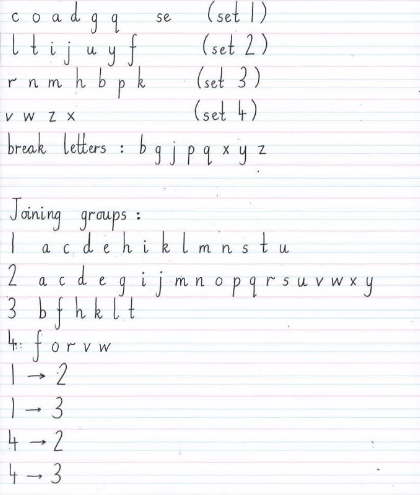 c o a d g q se (set 1)
l t i j u y f (set 2)
r n m h b p k (set 3)
v w z x (set 4)
break letters : b g j p q x y z
Joining groups :
1 a c d e h i k l m n s t u
2 a c d e g i j m n o p q r s u v w x y
3 b f h k l t
4: f o r v w
1 → 2
1 → 3
4 → 2
4 → 3